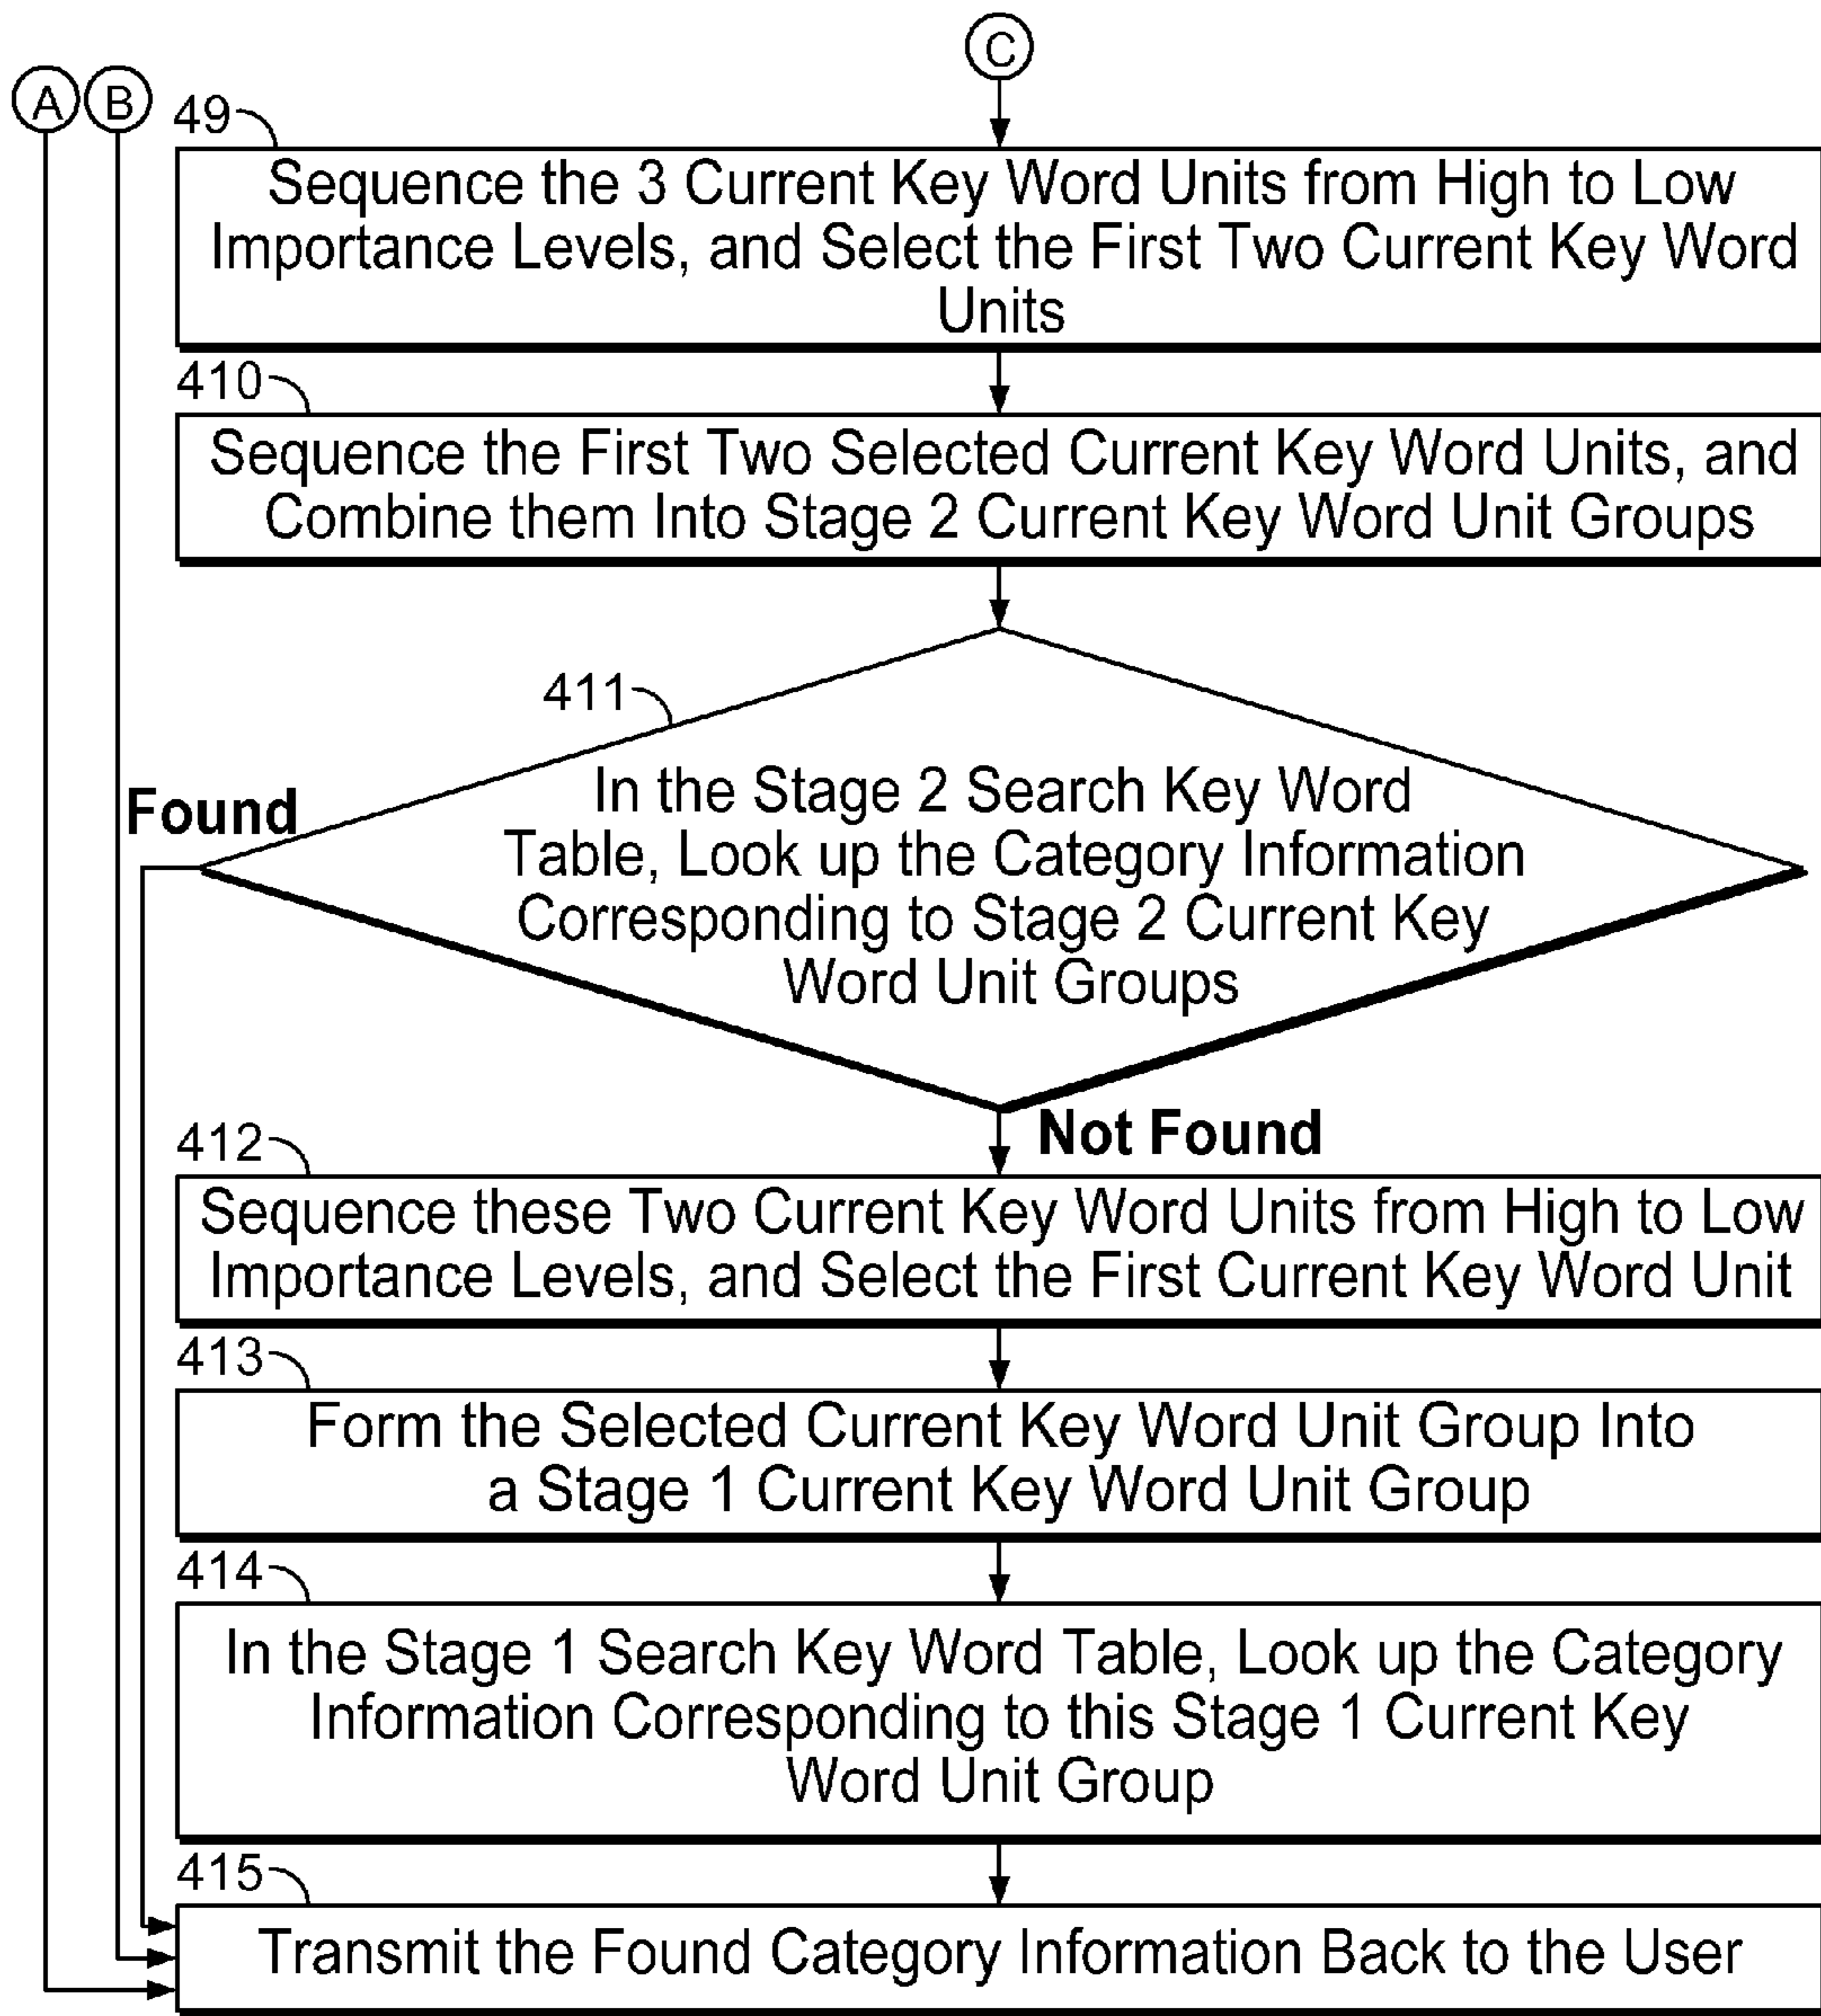 C
A
B
49
Sequence the 3 Current Key Word Units from High to Low
Importance Levels, and Select the First Two Current Key Word
Units
410
Sequence the First Two Selected Current Key Word Units, and
Combine them Into Stage 2 Current Key Word Unit Groups
411
In the Stage 2 Search Key Word
Table, Look up the Category Information
Corresponding to Stage 2 Current Key
Word Unit Groups
Found
Not Found
412
Sequence these Two Current Key Word Units from High to Low
Importance Levels, and Select the First Current Key Word Unit
413
Form the Selected Current Key Word Unit Group Into
a Stage 1 Current Key Word Unit Group
414
In the Stage 1 Search Key Word Table, Look up the Category
Information Corresponding to this Stage 1 Current Key
Word Unit Group
415
Transmit the Found Category Information Back to the User